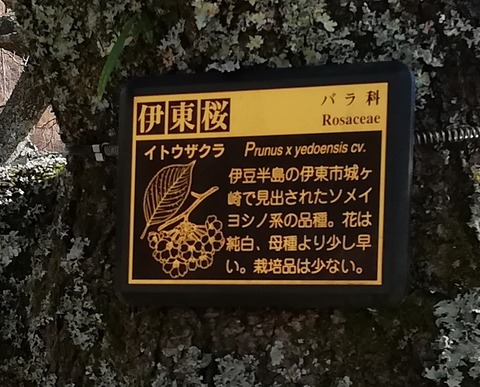 バラ科
伊東桜
Rosaceae
イトウザクラ Prunus x yedoensis cv.
伊豆半島の伊東市城ヶ
崎で見出されたソメイ
ヨシノ系の品種。花は
純白、母種より少し早
い。栽培品は少ない。